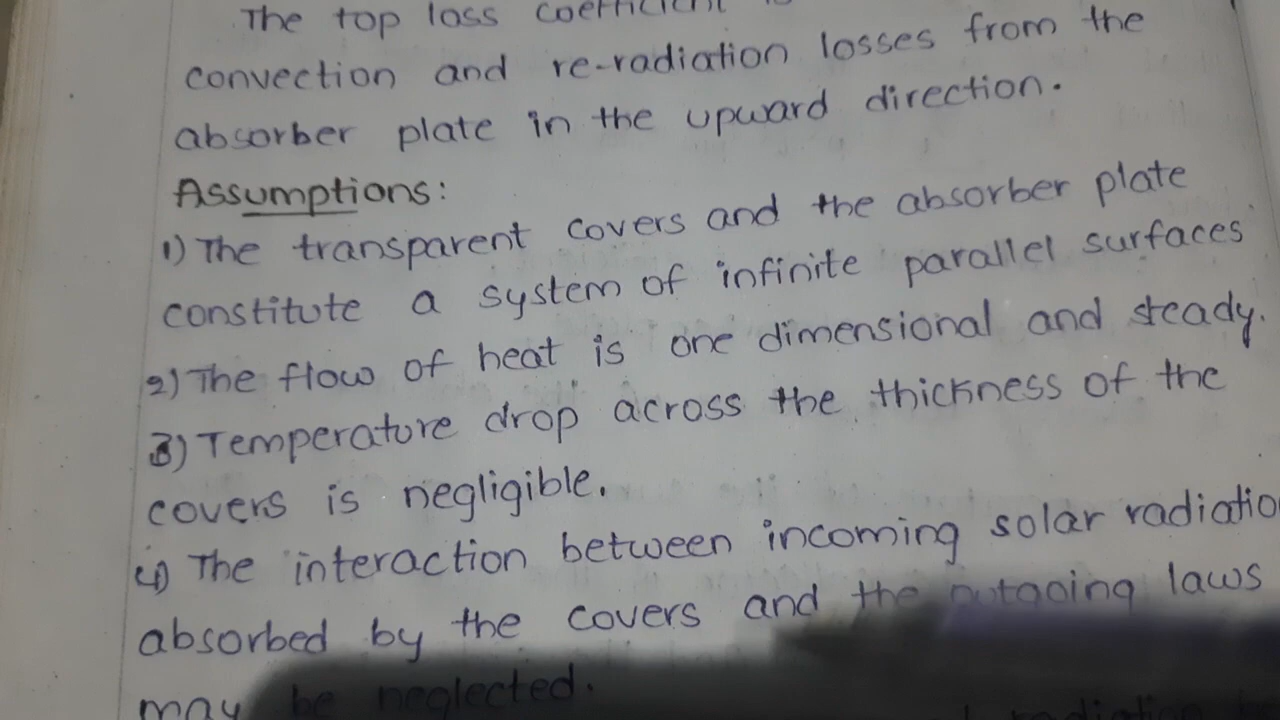 The top loss coefficient
convection and re-radiation losses from the
absorber plate in the upward direction.
Assumptions:
1) The transparent covers and the absorber plate
constitute a system of infinite parallel surfaces
2) The flow of heat is one dimensional and steady.
3) Temperature drop across the thickness of the
covers is negligible.
4) The interaction between incoming solar radiatio
absorbed by the covers and the outgoing laws
may be neglected.